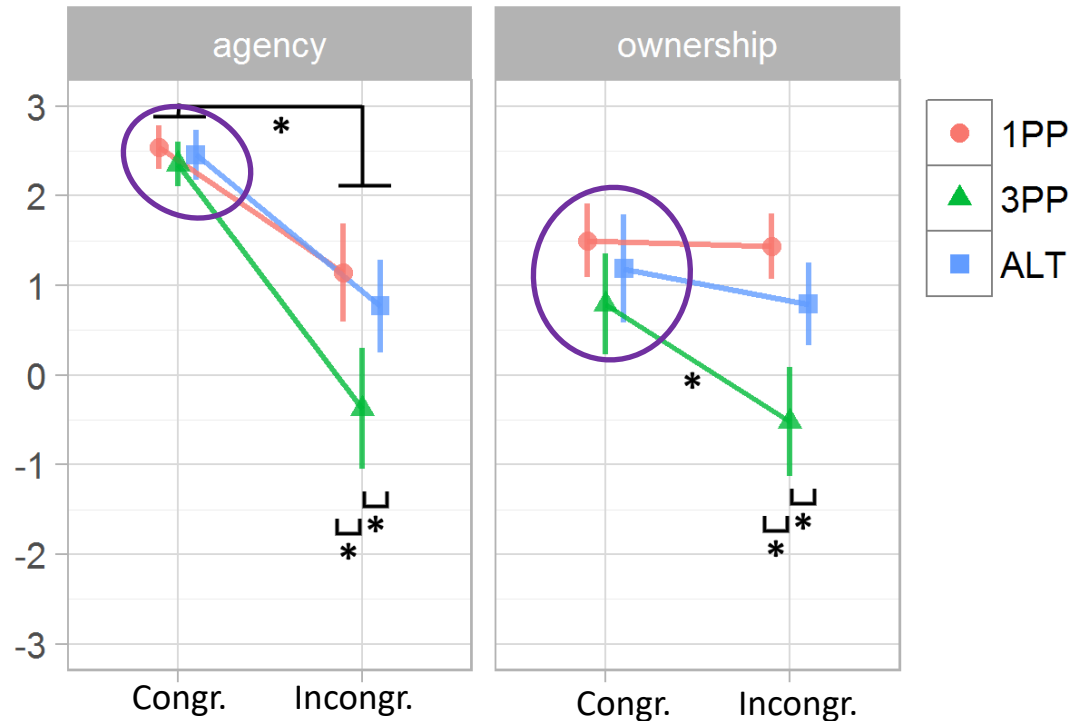 agency
ownership
3
2
1
0
-1
-2
-3
*
*
*
*
*
*
Congr.
Incongr.
Congr.
Incongr.
1PP
3PP
ALT